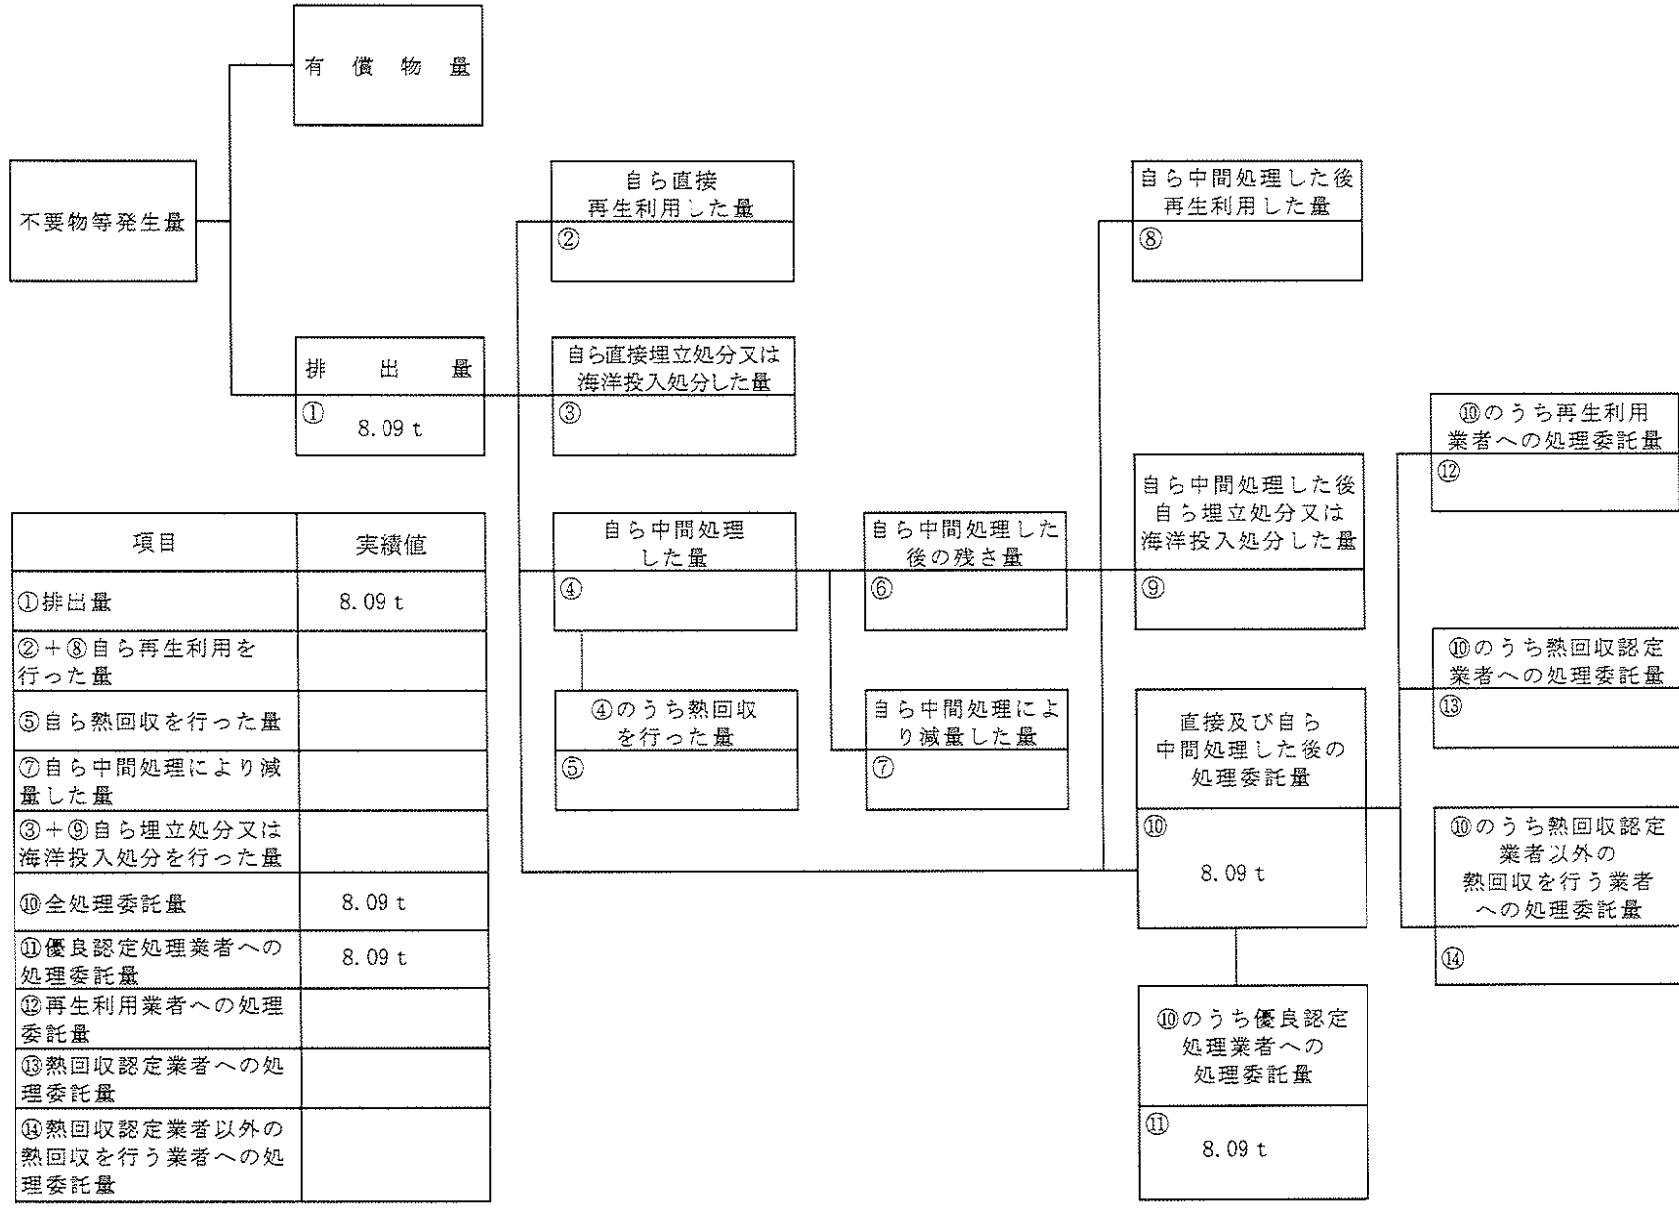 有償物量
不要物等発生量
排出量
①
8.09 t
自ら直接
再生利用した量
②
自ら直接埋立処分又は
海洋投入処分した量
③
自ら中間処理
した量
④
④のうち熱回収
を行った量
⑤
自ら中間処理した
後の残さ量
⑥
自ら中間処理によ
り減量した量
⑦
自ら中間処理した後
再生利用した量
⑧
自ら中間処理した後
自ら埋立処分又は
海洋投入処分した量
⑨
直接及び自ら
中間処理した後の
処理委託量
⑩
8.09 t
⑩のうち優良認定
処理業者への
処理委託量
⑪
8.09 t
⑩のうち再生利用
業者への処理委託量
⑫
⑩のうち熱回収認定
業者への処理委託量
⑬
⑩のうち熱回収認定
業者以外の
熱回収を行う業者
への処理委託量
⑭
項目 実績値
①排出量 8.09 t
②+⑧自ら再生利用を
行った量
⑤自ら熱回収を行った量
⑦自ら中間処理により減
量した量
③+⑨自ら埋立処分又は
海洋投入処分を行った量
⑩全処理委託量 8.09 t
⑪優良認定処理業者への
処理委託量 8.09 t
⑫再生利用業者への処理
委託量
⑬熱回収認定業者への処
理委託量
⑭熱回収認定業者以外の
熱回収を行う業者への処
理委託量